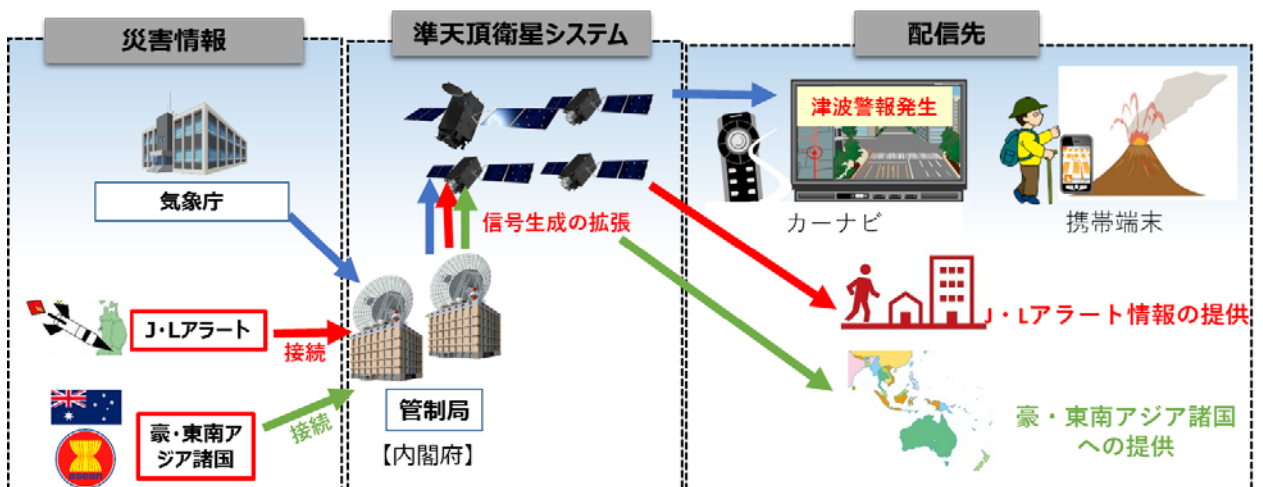 災害情報
準天頂衛星システム
配信先
気象庁
J・Lアラート
接続
豪・東南ア
ジア諸国
接続
asean
信号生成の拡張
管制局
【内閣府】
津波警報発生
カーナビ
携帯端末
J・Lアラート情報の提供
豪・東南アジア諸国
への提供